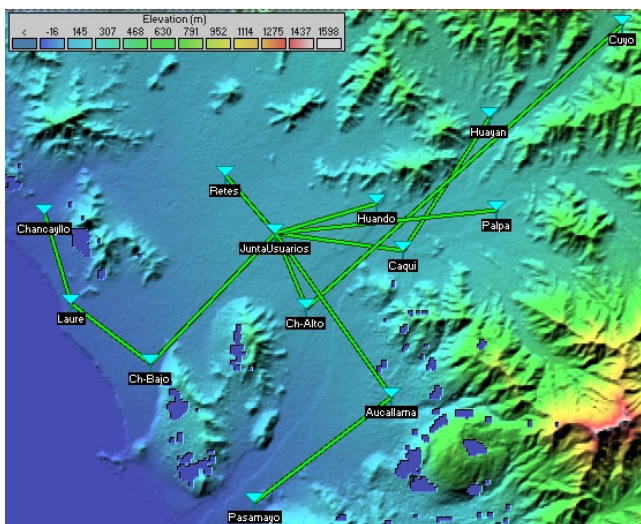 Elevation (m)
< -16 145 307 468 630 791 952 1114 1275 1437 1598
Cuyo
Huayan
Retes
Huando
Palpa
Chancayllo
JuntaUsuarios
Caqui
Laure
Ch-Alto
Ch-Bajo
Aucallama
Pasamayo